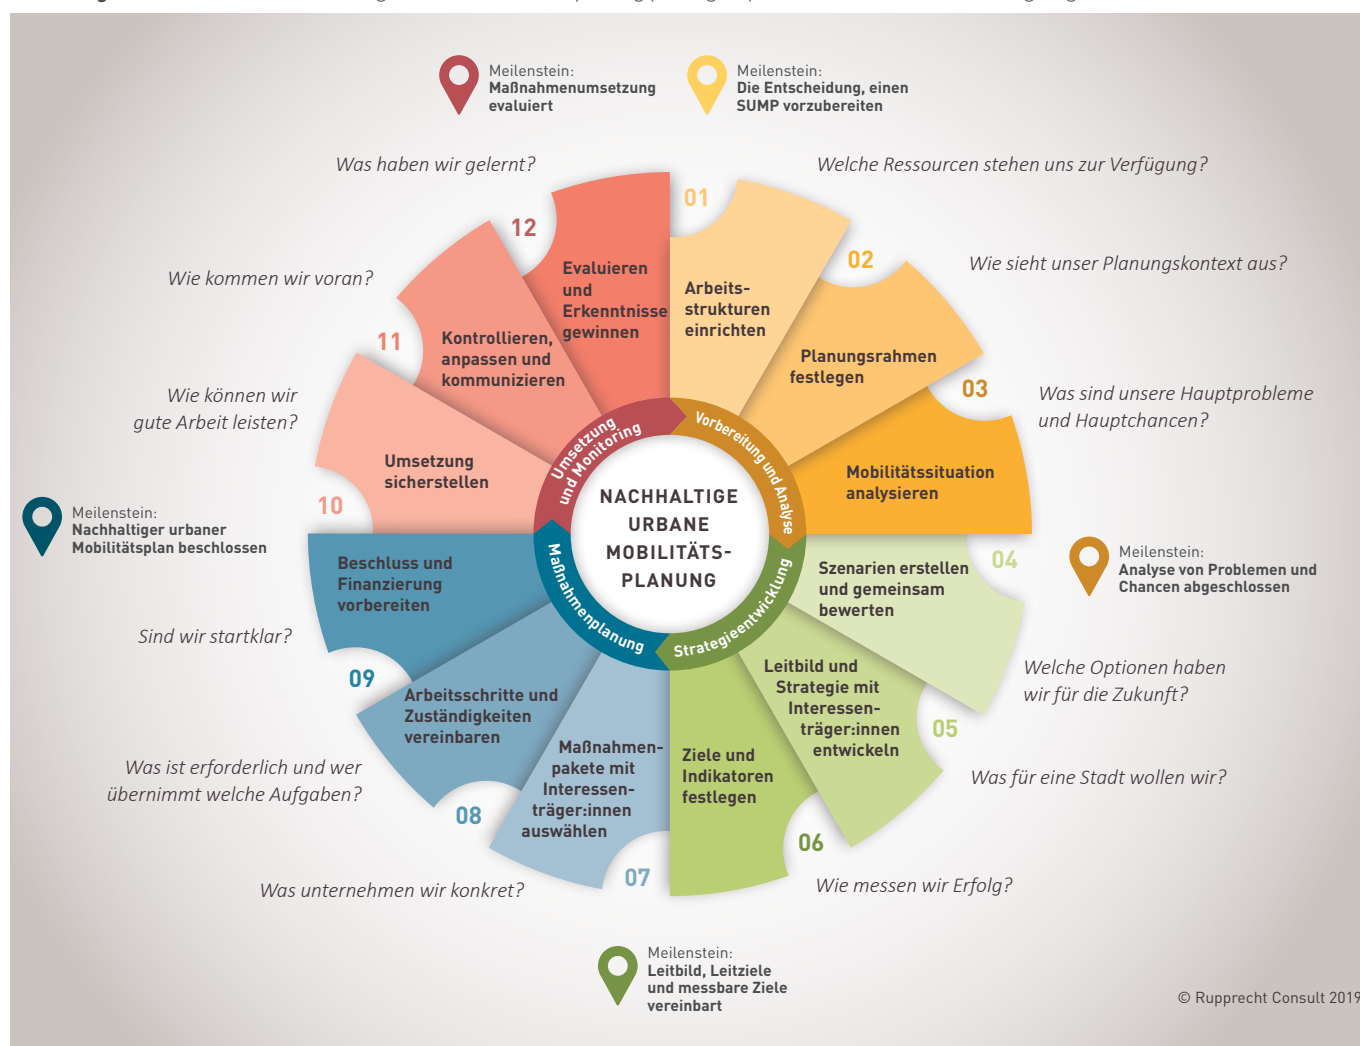 Meilenstein:
Maßnahmenumsetzung
evaluiert
Meilenstein:
Die Entscheidung, einen
SUMP vorzubereiten
Was haben wir gelernt?
Welche Ressourcen stehen uns zur Verfügung?
01
12
02
Wie sieht unser Planungskontext aus?
Wie kommen wir voran?
Evaluieren
und
Erkenntnisse
gewinnen
Arbeits-
strukturen
einrichten
11
Kontrollieren,
anpassen und
kommunizieren
Planungsrahmen
festlegen
03
Was sind unsere Hauptprobleme
und Hauptchancen?
Wie können wir
gute Arbeit leisten?
Umsetzung
sicherstellen
Umsetzung
und Monitoring
Vorbereitung und Analyse
Mobilitätssituation
analysieren
10
NACHHALTIGE
URBANE
MOBILITÄTS-
PLANUNG
Meilenstein:
Nachhaltiger urbaner
Mobilitätsplan beschlossen
Beschluss und
Finanzierung
vorbereiten
Maßnahmenplanung
Strategieentwicklung
Szenarien erstellen
und gemeinsam
bewerten
04
Meilenstein:
Analyse von Problemen und
Chancen abgeschlossen
Sind wir startklar?
09
Arbeitsschritte und
Zuständigkeiten
vereinbaren
Leitbild und
Strategie mit
Interessen-
träger:innen
entwickeln
Welche Optionen haben
wir für die Zukunft?
05
Was ist erforderlich und wer
übernimmt welche Aufgaben?
Maßnahmen-
pakete mit
Interessen-
träger:innen
auswählen
Ziele und
Indikatoren
festlegen
Was für eine Stadt wollen wir?
08
06
07
Was unternehmen wir konkret?
Wie messen wir Erfolg?
Meilenstein:
Leitbild, Leitziele
und messbare Ziele
vereinbart
© Rupprecht Consult 2019